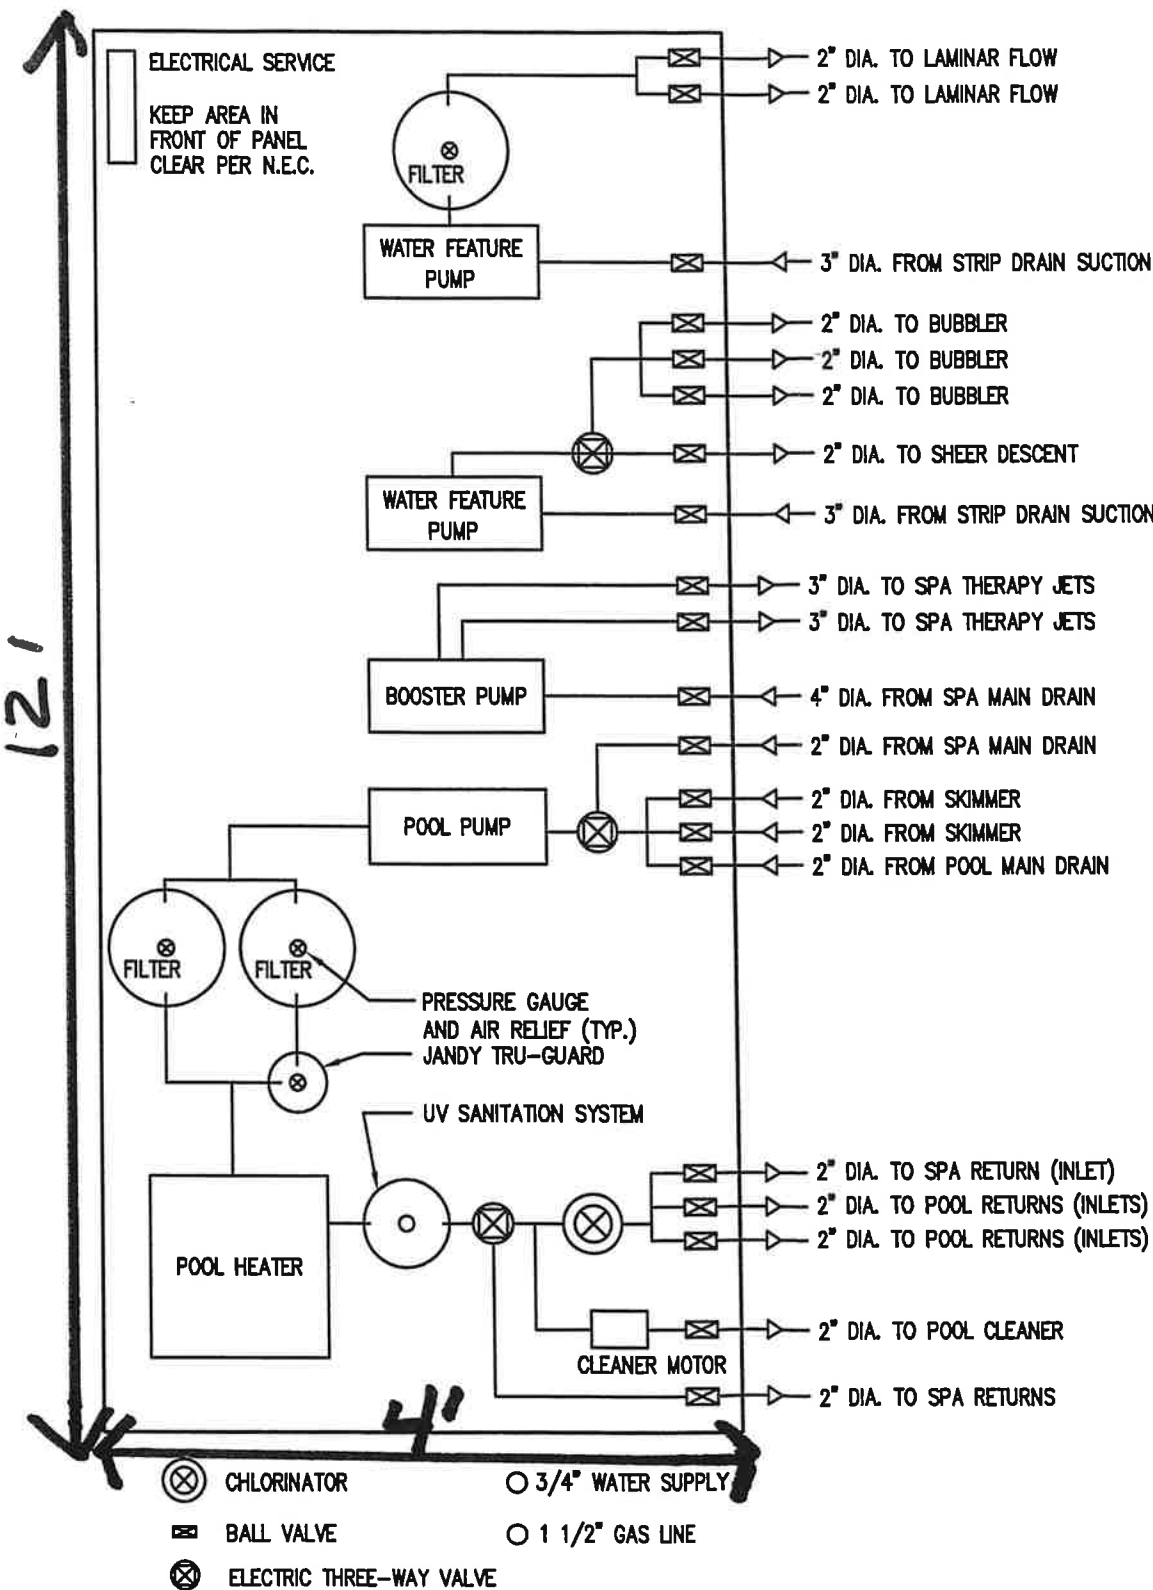 ELECTRICAL SERVICE
KEEP AREA IN
FRONT OF PANEL
CLEAR PER N.E.C.
2" DIA. TO LAMINAR FLOW
2" DIA. TO LAMINAR FLOW
FILTER
WATER FEATURE
PUMP
3" DIA. FROM STRIP DRAIN SUCTION
2" DIA. TO BUBBLER
2" DIA. TO BUBBLER
2" DIA. TO BUBBLER
2" DIA. TO SHEER DESCENT
WATER FEATURE
PUMP
3" DIA. FROM STRIP DRAIN SUCTION
3" DIA. TO SPA THERAPY JETS
3" DIA. TO SPA THERAPY JETS
12'
BOOSTER PUMP
4" DIA. FROM SPA MAIN DRAIN
2" DIA. FROM SPA MAIN DRAIN
POOL PUMP
2" DIA. FROM SKIMMER
2" DIA. FROM SKIMMER
2" DIA. FROM POOL MAIN DRAIN
FILTER
FILTER
PRESSURE GAUGE
AND AIR RELIEF (TYP.)
JANDY TRU-GUARD
UV SANITATION SYSTEM
2" DIA. TO SPA RETURN (INLET)
2" DIA. TO POOL RETURNS (INLETS)
2" DIA. TO POOL RETURNS (INLETS)
POOL HEATER
2" DIA. TO POOL CLEANER
CLEANER MOTOR
2" DIA. TO SPA RETURNS
4'
CHLORINATOR
3/4" WATER SUPPLY
BALL VALVE
1 1/2" GAS LINE
ELECTRIC THREE-WAY VALVE